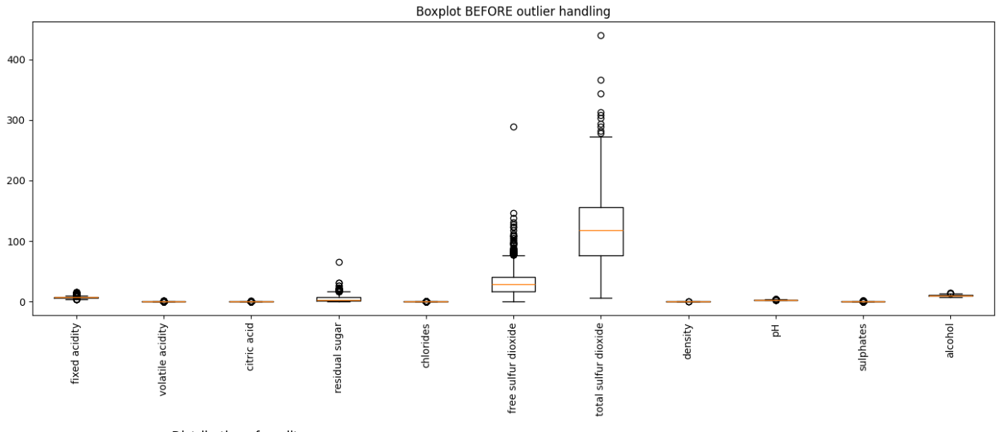 Boxplot BEFORE outlier handling
400
300
200
100
0
fixed acidity
volatile acidity
citric acid
residual sugar
chlorides
free sulfur dioxide
total sulfur dioxide
density
pH
sulphates
alcohol